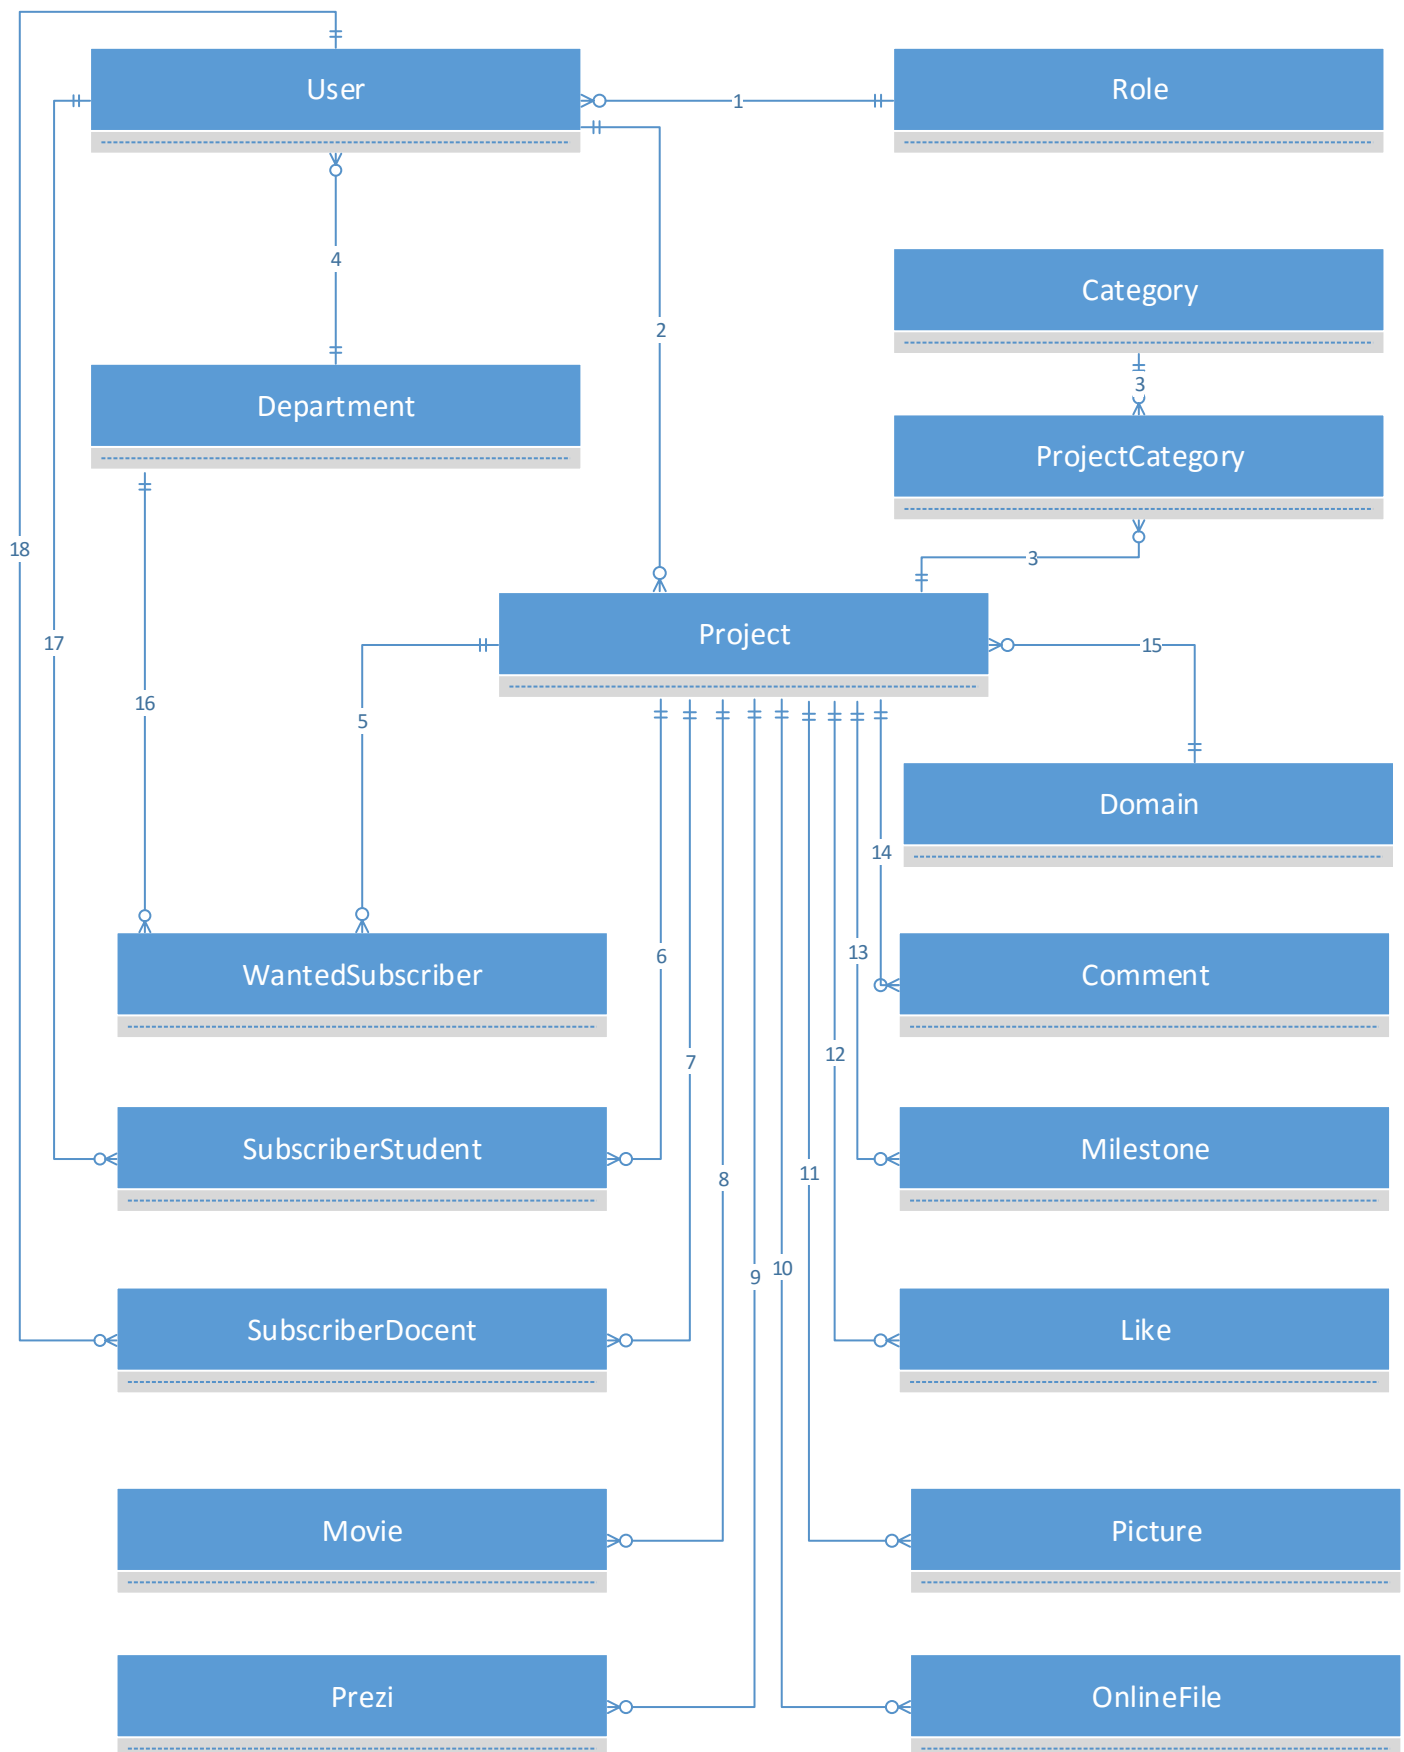 User
Role
1
4
2
Category
3
Department
ProjectCategory
18
3
17
Project
15
16
5
Domain
14
6
13
WantedSubscriber
Comment
7
12
SubscriberStudent
Milestone
8
11
9
10
SubscriberDocent
Like
Movie
Picture
Prezi
OnlineFile